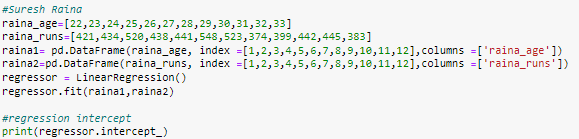 #Suresh Raina
raina_age=[22,23,24,25,26,27,28,29,30,31,32,33]
raina_runs=[421,434,520,438,441,548,523,374,399,442,445,383]
raina1= pd.DataFrame(raina_age, index =[1,2,3,4,5,6,7,8,9,10,11,12],columns =['raina_age'])
raina2=pd.DataFrame(raina_runs, index =[1,2,3,4,5,6,7,8,9,10,11,12],columns =['raina_runs'])
regressor = LinearRegression()
regressor.fit(raina1,raina2)
#regression intercept
print(regressor.intercept_)